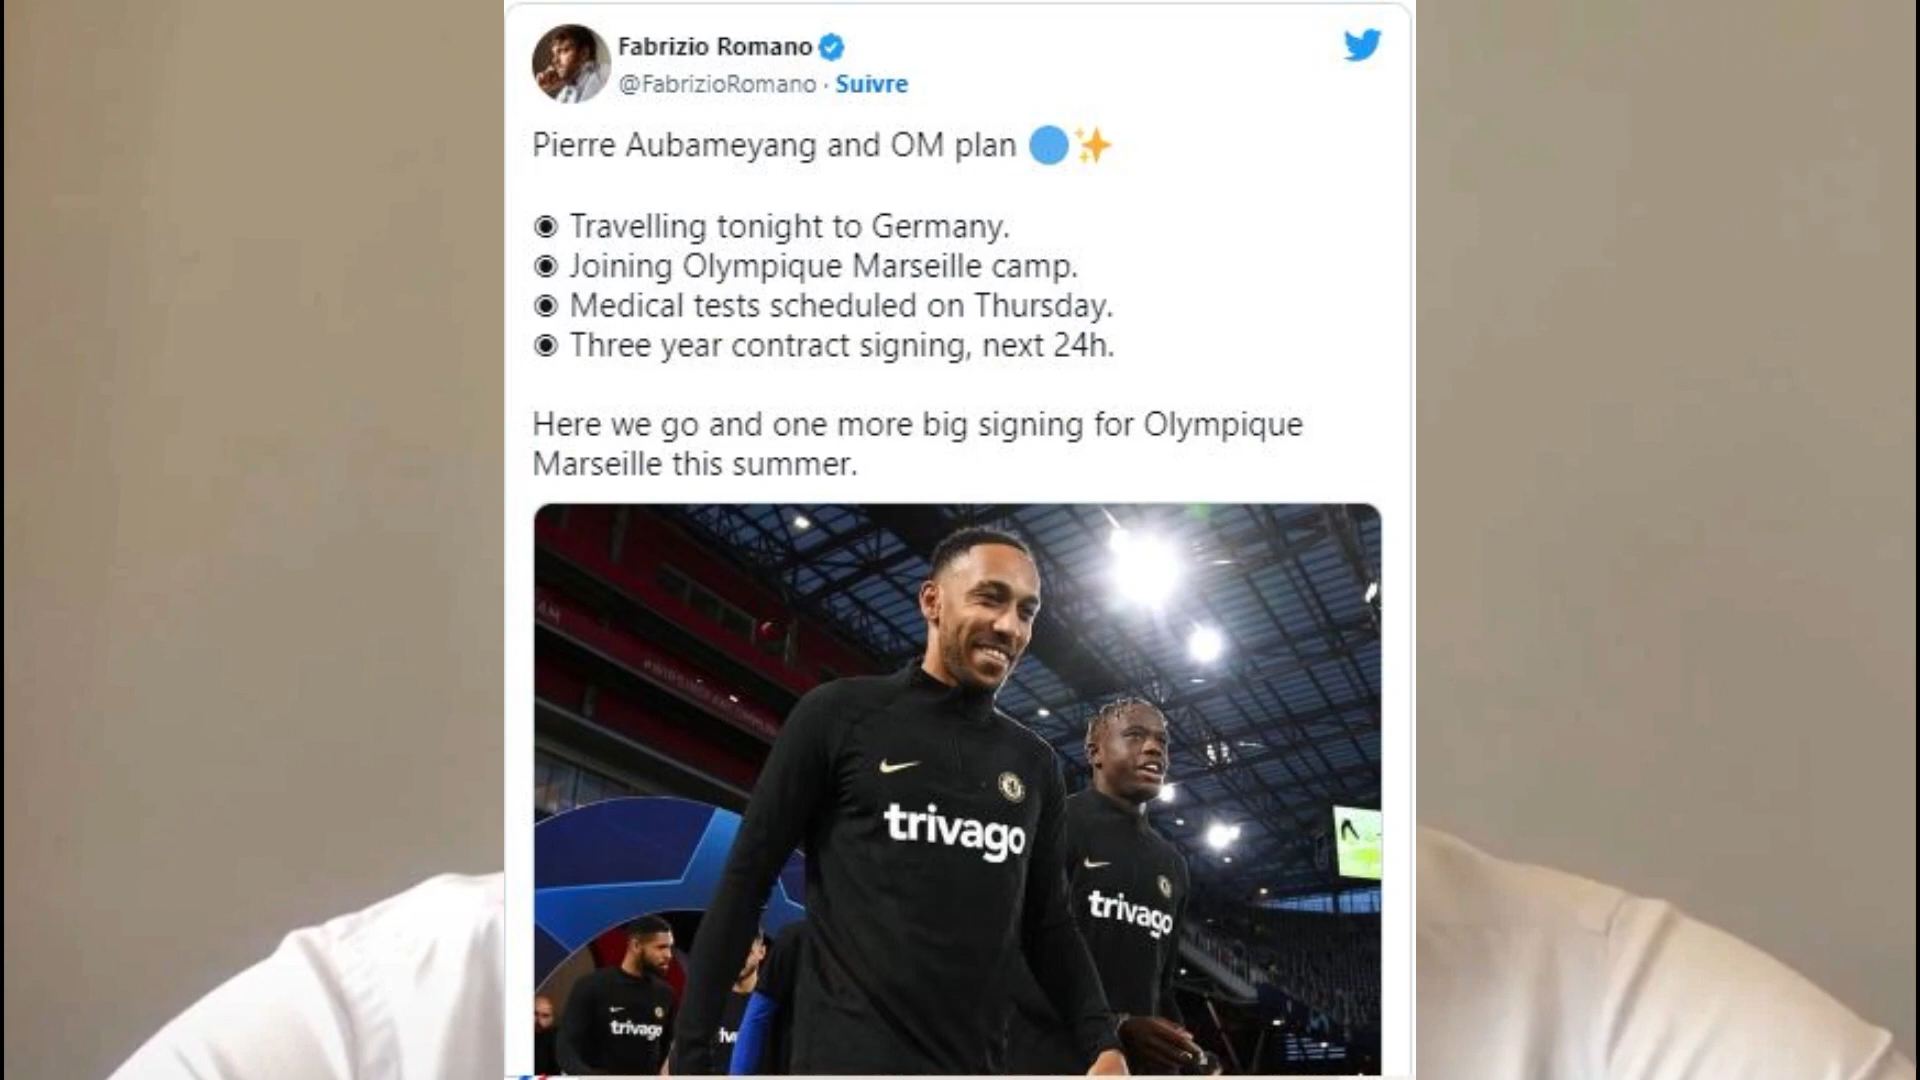 Fabrizio Romano
@FabrizioRomano · Suivre
Pierre Aubameyang and OM plan 🔵✨
◉ Travelling tonight to Germany.
◉ Joining Olympique Marseille camp.
◉ Medical tests scheduled on Thursday.
◉ Three year contract signing, next 24h.
Here we go and one more big signing for Olympique
Marseille this summer.
trivago
trivago
trivago